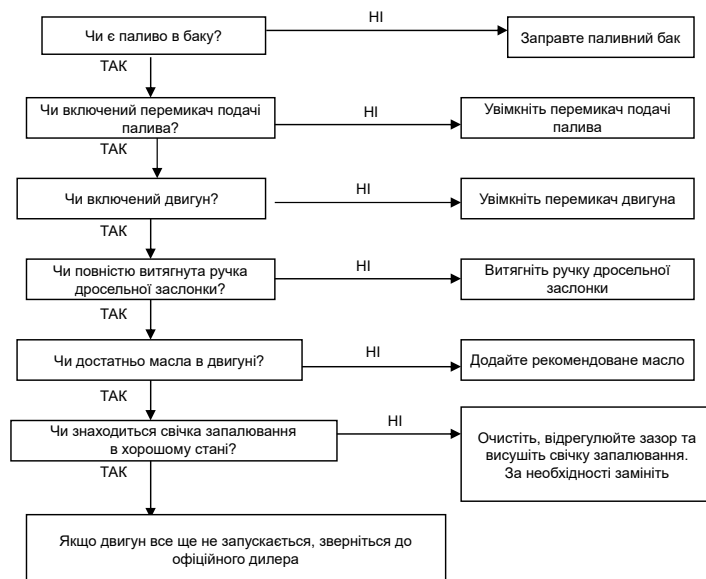 Чи є паливо в баку?
НІ
Заправте паливний бак
ТАК
Чи включений перемикач подачі
палива?
НІ
Увімкніть перемикач подачі
палива
ТАК
Чи включений двигун?
НІ
Увімкніть перемикач двигуна
ТАК
Чи повністю витягнута ручка
дросельної заслонки?
НІ
Витягніть ручку дросельної
заслонки
ТАК
Чи достатньо масла в двигуні?
НІ
Додайте рекомендоване масло
ТАК
Чи знаходиться свічка запалювання
в хорошому стані?
НІ
Очистіть, відрегулюйте зазор та
висушіть свічку запалювання.
За необхідності замініть
ТАК
Якщо двигун все ще не запускається, зверніться до
офіційного дилера